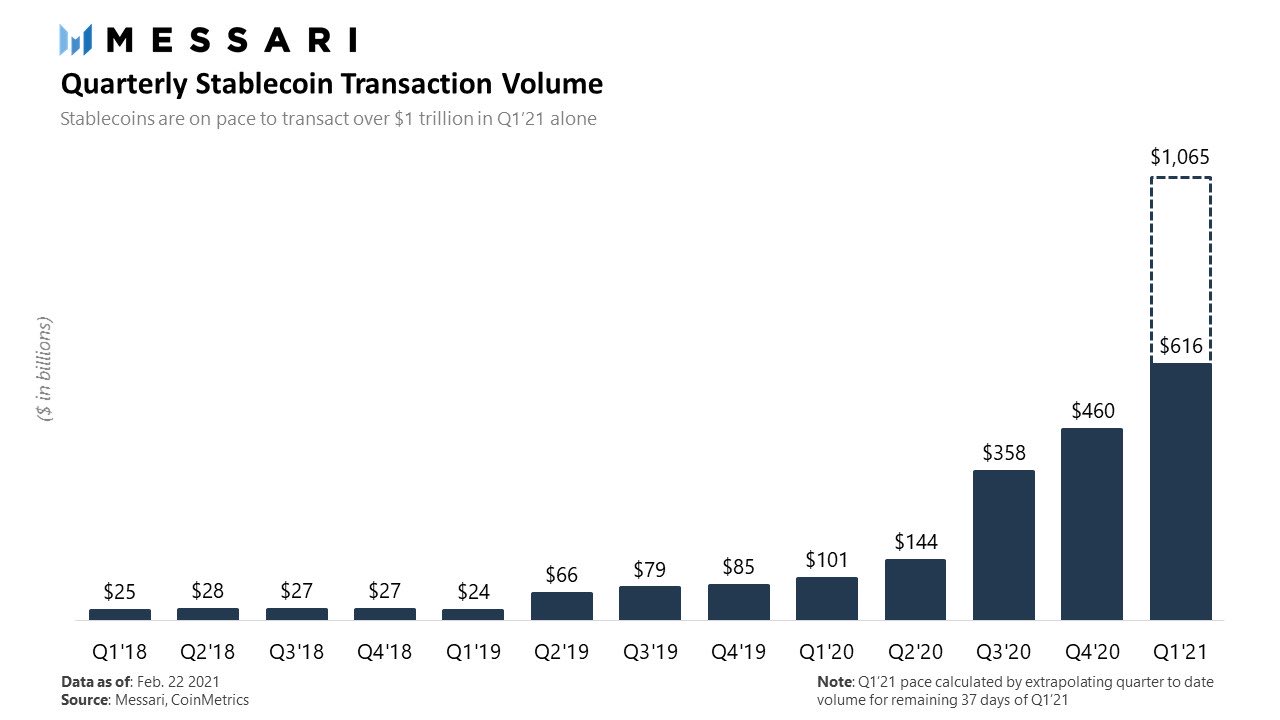 MESSARI
Quarterly Stablecoin Transaction Volume
Stablecoins are on pace to transact over $1 trillion in Q1’21 alone
($ in billions)
$1,065
$616
$460
$358
$144
$101
$85
$79
$66
$25 $28 $27 $27 $24
Q1'18 Q2'18 Q3'18 Q4'18 Q1'19 Q2'19 Q3'19 Q4'19 Q1'20 Q2'20 Q3'20 Q4'20 Q1'21
Data as of: Feb. 22 2021
Source: Messari, CoinMetrics
Note: Q1’21 pace calculated by extrapolating quarter to date
volume for remaining 37 days of Q1’21